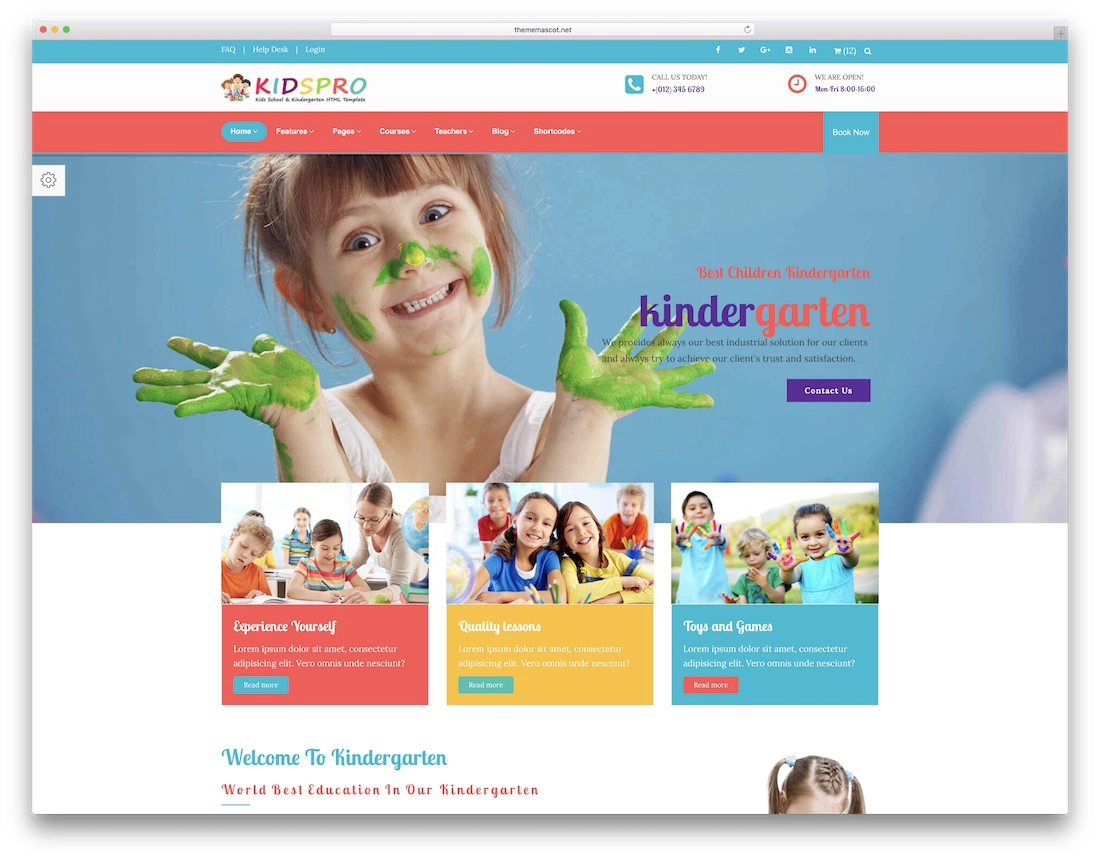 thememascot.net
FAQ | Help Desk | Login
(12)
KIDSPRO
Kids School & Kindergarten HTML Template
CALL US TODAY!
+(012) 345 6789
WE ARE OPEN!
Mon-Fri 8:00-16:00
Home Features Pages Courses Teachers Blog Shortcodes
Book Now
Best Children Kindergarten
kindergarten
We provides always our best industrial solution for our clients
and always try to achieve our client's trust and satisfaction.
Contact Us
Experience Yourself
Lorem ipsum dolor sit amet, consectetur
adipisicing elit. Vero omnis unde nesciunt?
Read more
Quality lessons
Lorem ipsum dolor sit amet, consectetur
adipisicing elit. Vero omnis unde nesciunt?
Read more
Toys and Games
Lorem ipsum dolor sit amet, consectetur
adipisicing elit. Vero omnis unde nesciunt?
Read more
Welcome To Kindergarten
World Best Education In Our Kindergarten